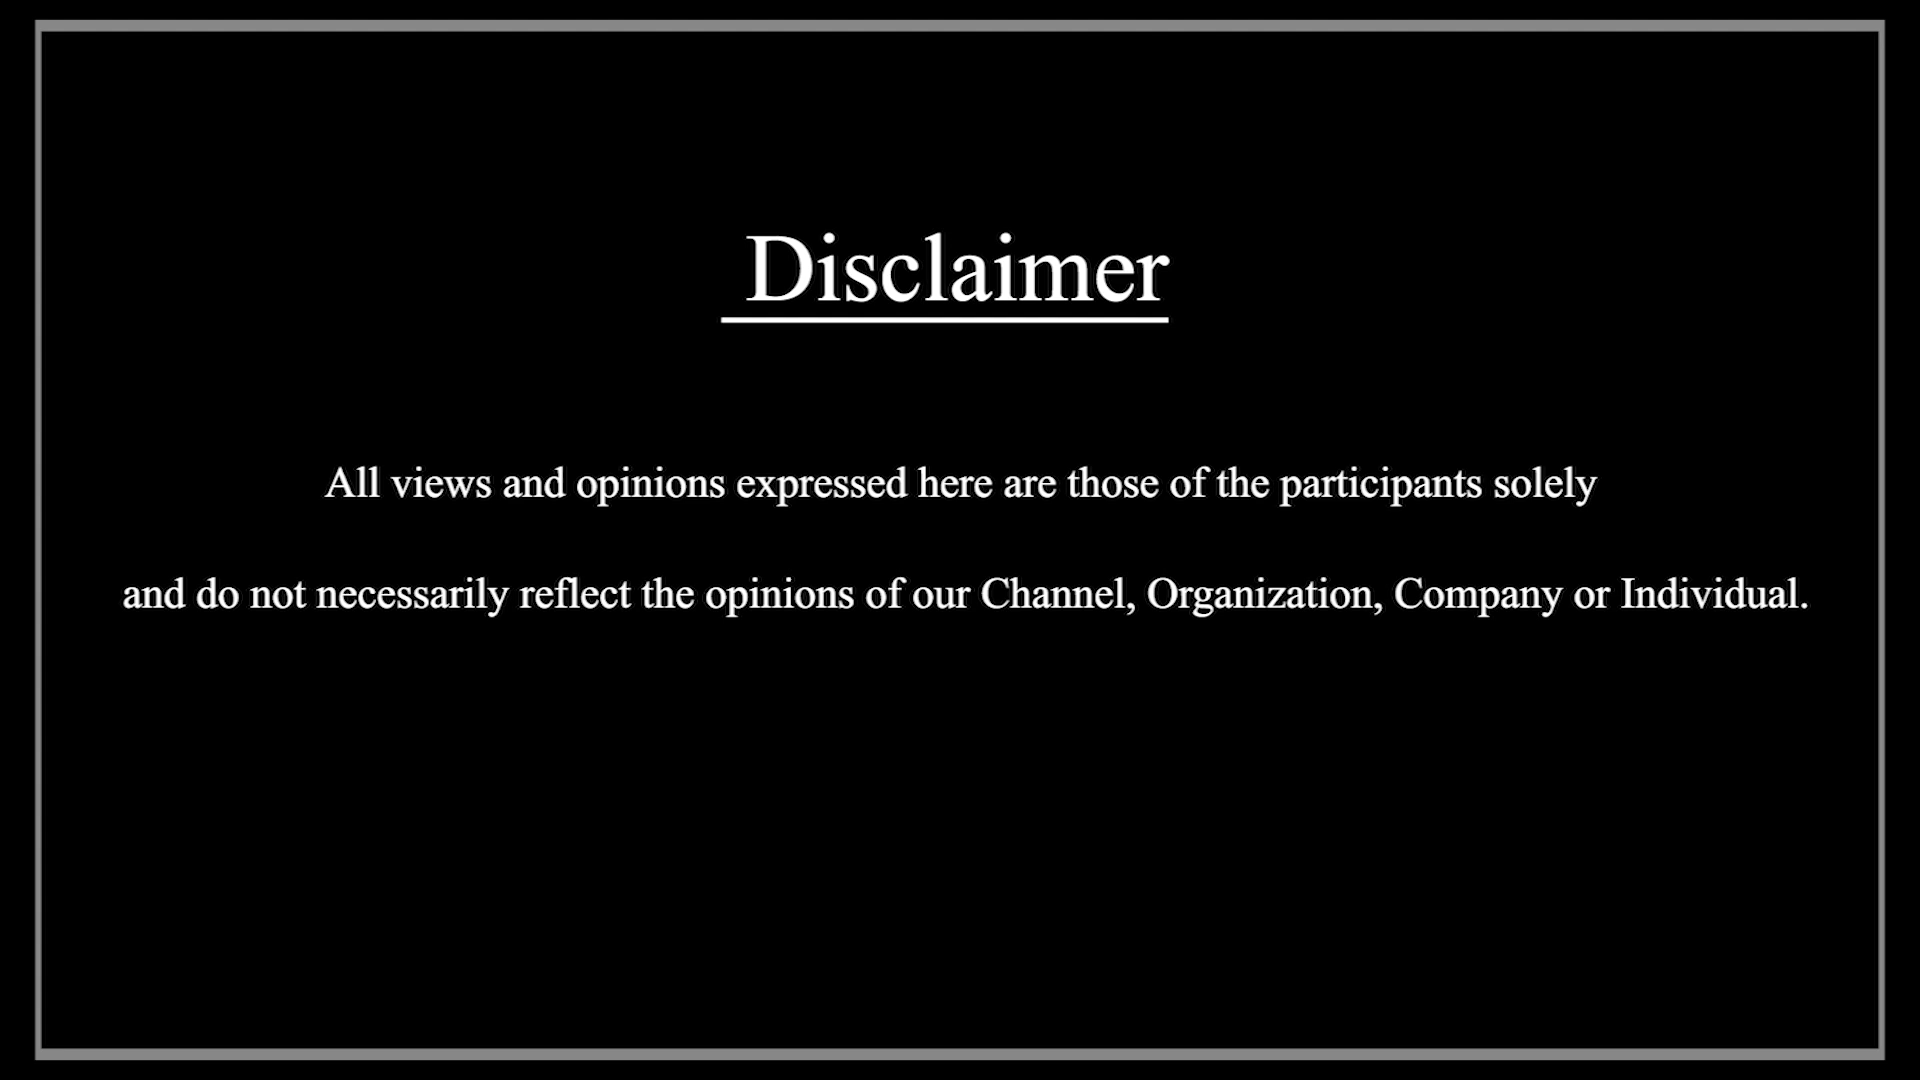 Disclaimer
All views and opinions expressed here are those of the participants solely
and do not necessarily reflect the opinions of our Channel, Organization, Company or Individual.